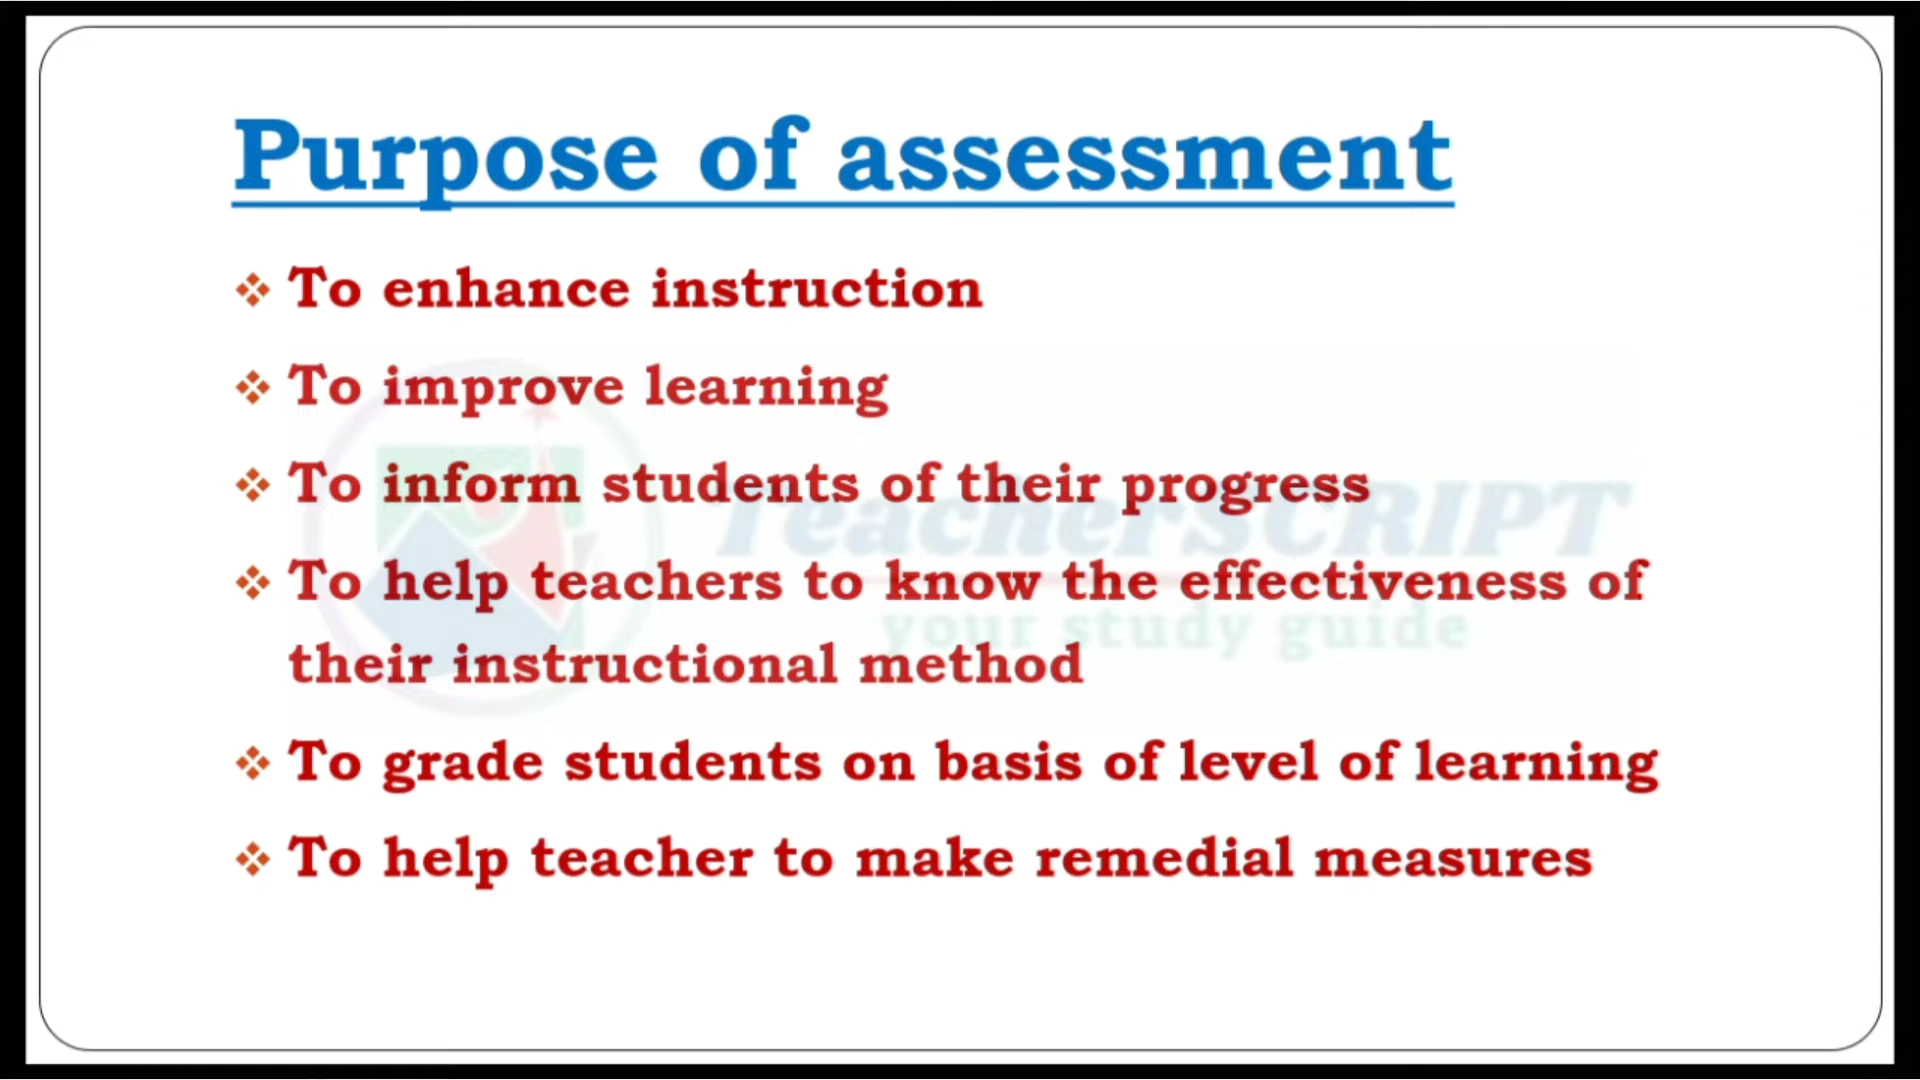 Purpose of assessment
To enhance instruction
To improve learning
To inform students of their progress
TeacherSCRIPT
To help teachers to know the effectiveness of
your study guide
their instructional method
To grade students on basis of level of learning
To help teacher to make remedial measures